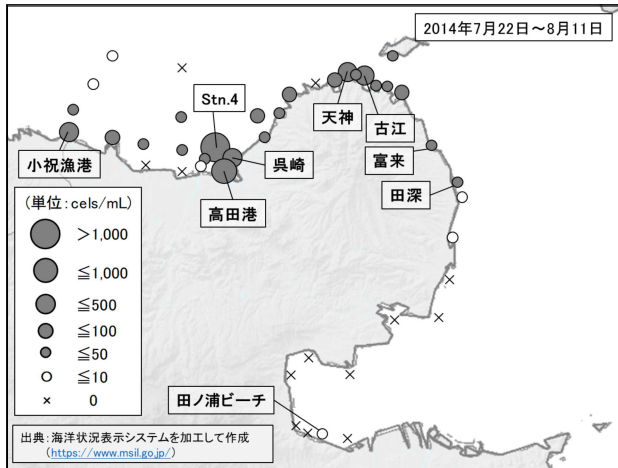 2014年7月22日～8月11日
Stn.4
天神
古江
小祝漁港
呉崎
富来
高田港
田深
（単位：cels/mL）
＞1,000
≦1,000
≦500
≦100
≦50
≦10
× 0
田ノ浦ビーチ
出典：海洋状況表示システムを加工して作成
（https://www.msil.go.jp/）